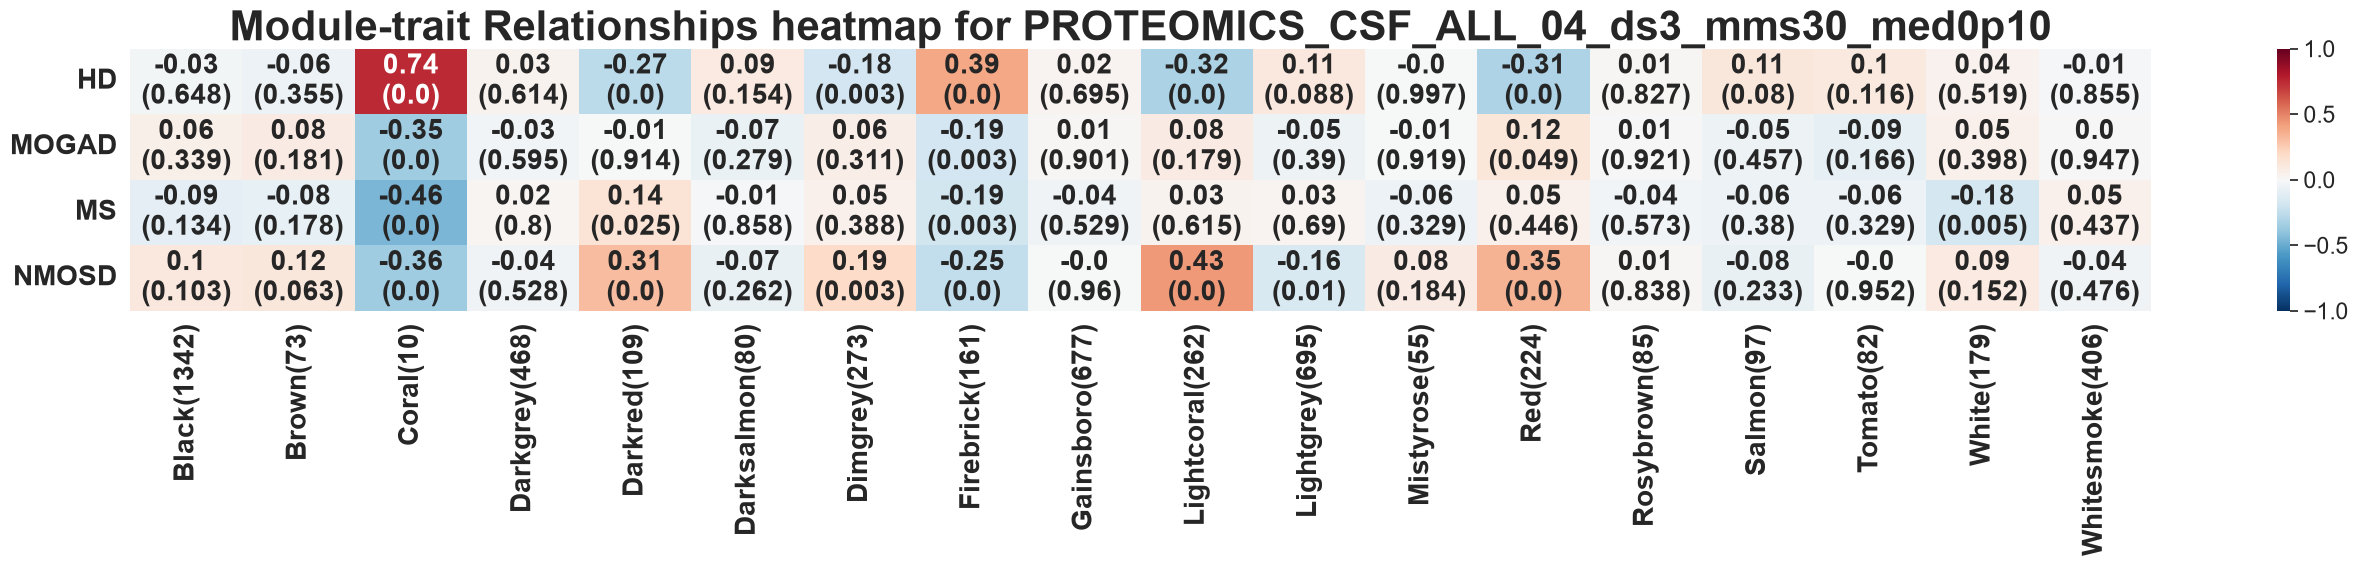 Module-trait Relationships heatmap for PROTEOMICS_CSF_ALL_04_ds3_mms30_med0p10
HD
-0.03 -0.06 0.74 0.03 -0.27 0.09 -0.18 0.39 0.02 -0.32 0.11 -0.0 -0.31 0.01 0.11 0.1 0.04 -0.01
(0.648) (0.355) (0.0) (0.614) (0.0) (0.154) (0.003) (0.0) (0.695) (0.0) (0.088) (0.997) (0.0) (0.827) (0.08) (0.116) (0.519) (0.855)
MOGAD
0.06 0.08 -0.35 -0.03 -0.01 -0.07 0.06 -0.19 0.01 0.08 -0.05 -0.01 0.12 0.01 -0.05 -0.09 0.05 0.0
(0.339) (0.181) (0.0) (0.595) (0.914) (0.279) (0.311) (0.003) (0.901) (0.179) (0.39) (0.919) (0.049) (0.921) (0.457) (0.166) (0.398) (0.947)
MS
-0.09 -0.08 -0.46 0.02 0.14 -0.01 0.05 -0.19 -0.04 0.03 0.03 -0.06 0.05 -0.04 -0.06 -0.06 -0.18 0.05
(0.134) (0.178) (0.0) (0.8) (0.025) (0.858) (0.388) (0.003) (0.529) (0.615) (0.69) (0.329) (0.446) (0.573) (0.38) (0.329) (0.005) (0.437)
NMOSD
0.1 0.12 -0.36 -0.04 0.31 -0.07 0.19 -0.25 -0.0 0.43 -0.16 0.08 0.35 0.01 -0.08 -0.0 0.09 -0.04
(0.103) (0.063) (0.0) (0.528) (0.0) (0.262) (0.003) (0.0) (0.96) (0.0) (0.01) (0.184) (0.0) (0.838) (0.233) (0.952) (0.152) (0.476)
Black(1342)
Brown(73)
Coral(10)
Darkgrey(468)
Darkred(109)
Darksalmon(80)
Dimgrey(273)
Firebrick(161)
Gainsboro(677)
Lightcoral(262)
Lightgrey(695)
Mistyrose(55)
Red(224)
Rosybrown(85)
Salmon(97)
Tomato(82)
White(179)
Whitesmoke(406)
1.0
0.5
0.0
−0.5
−1.0